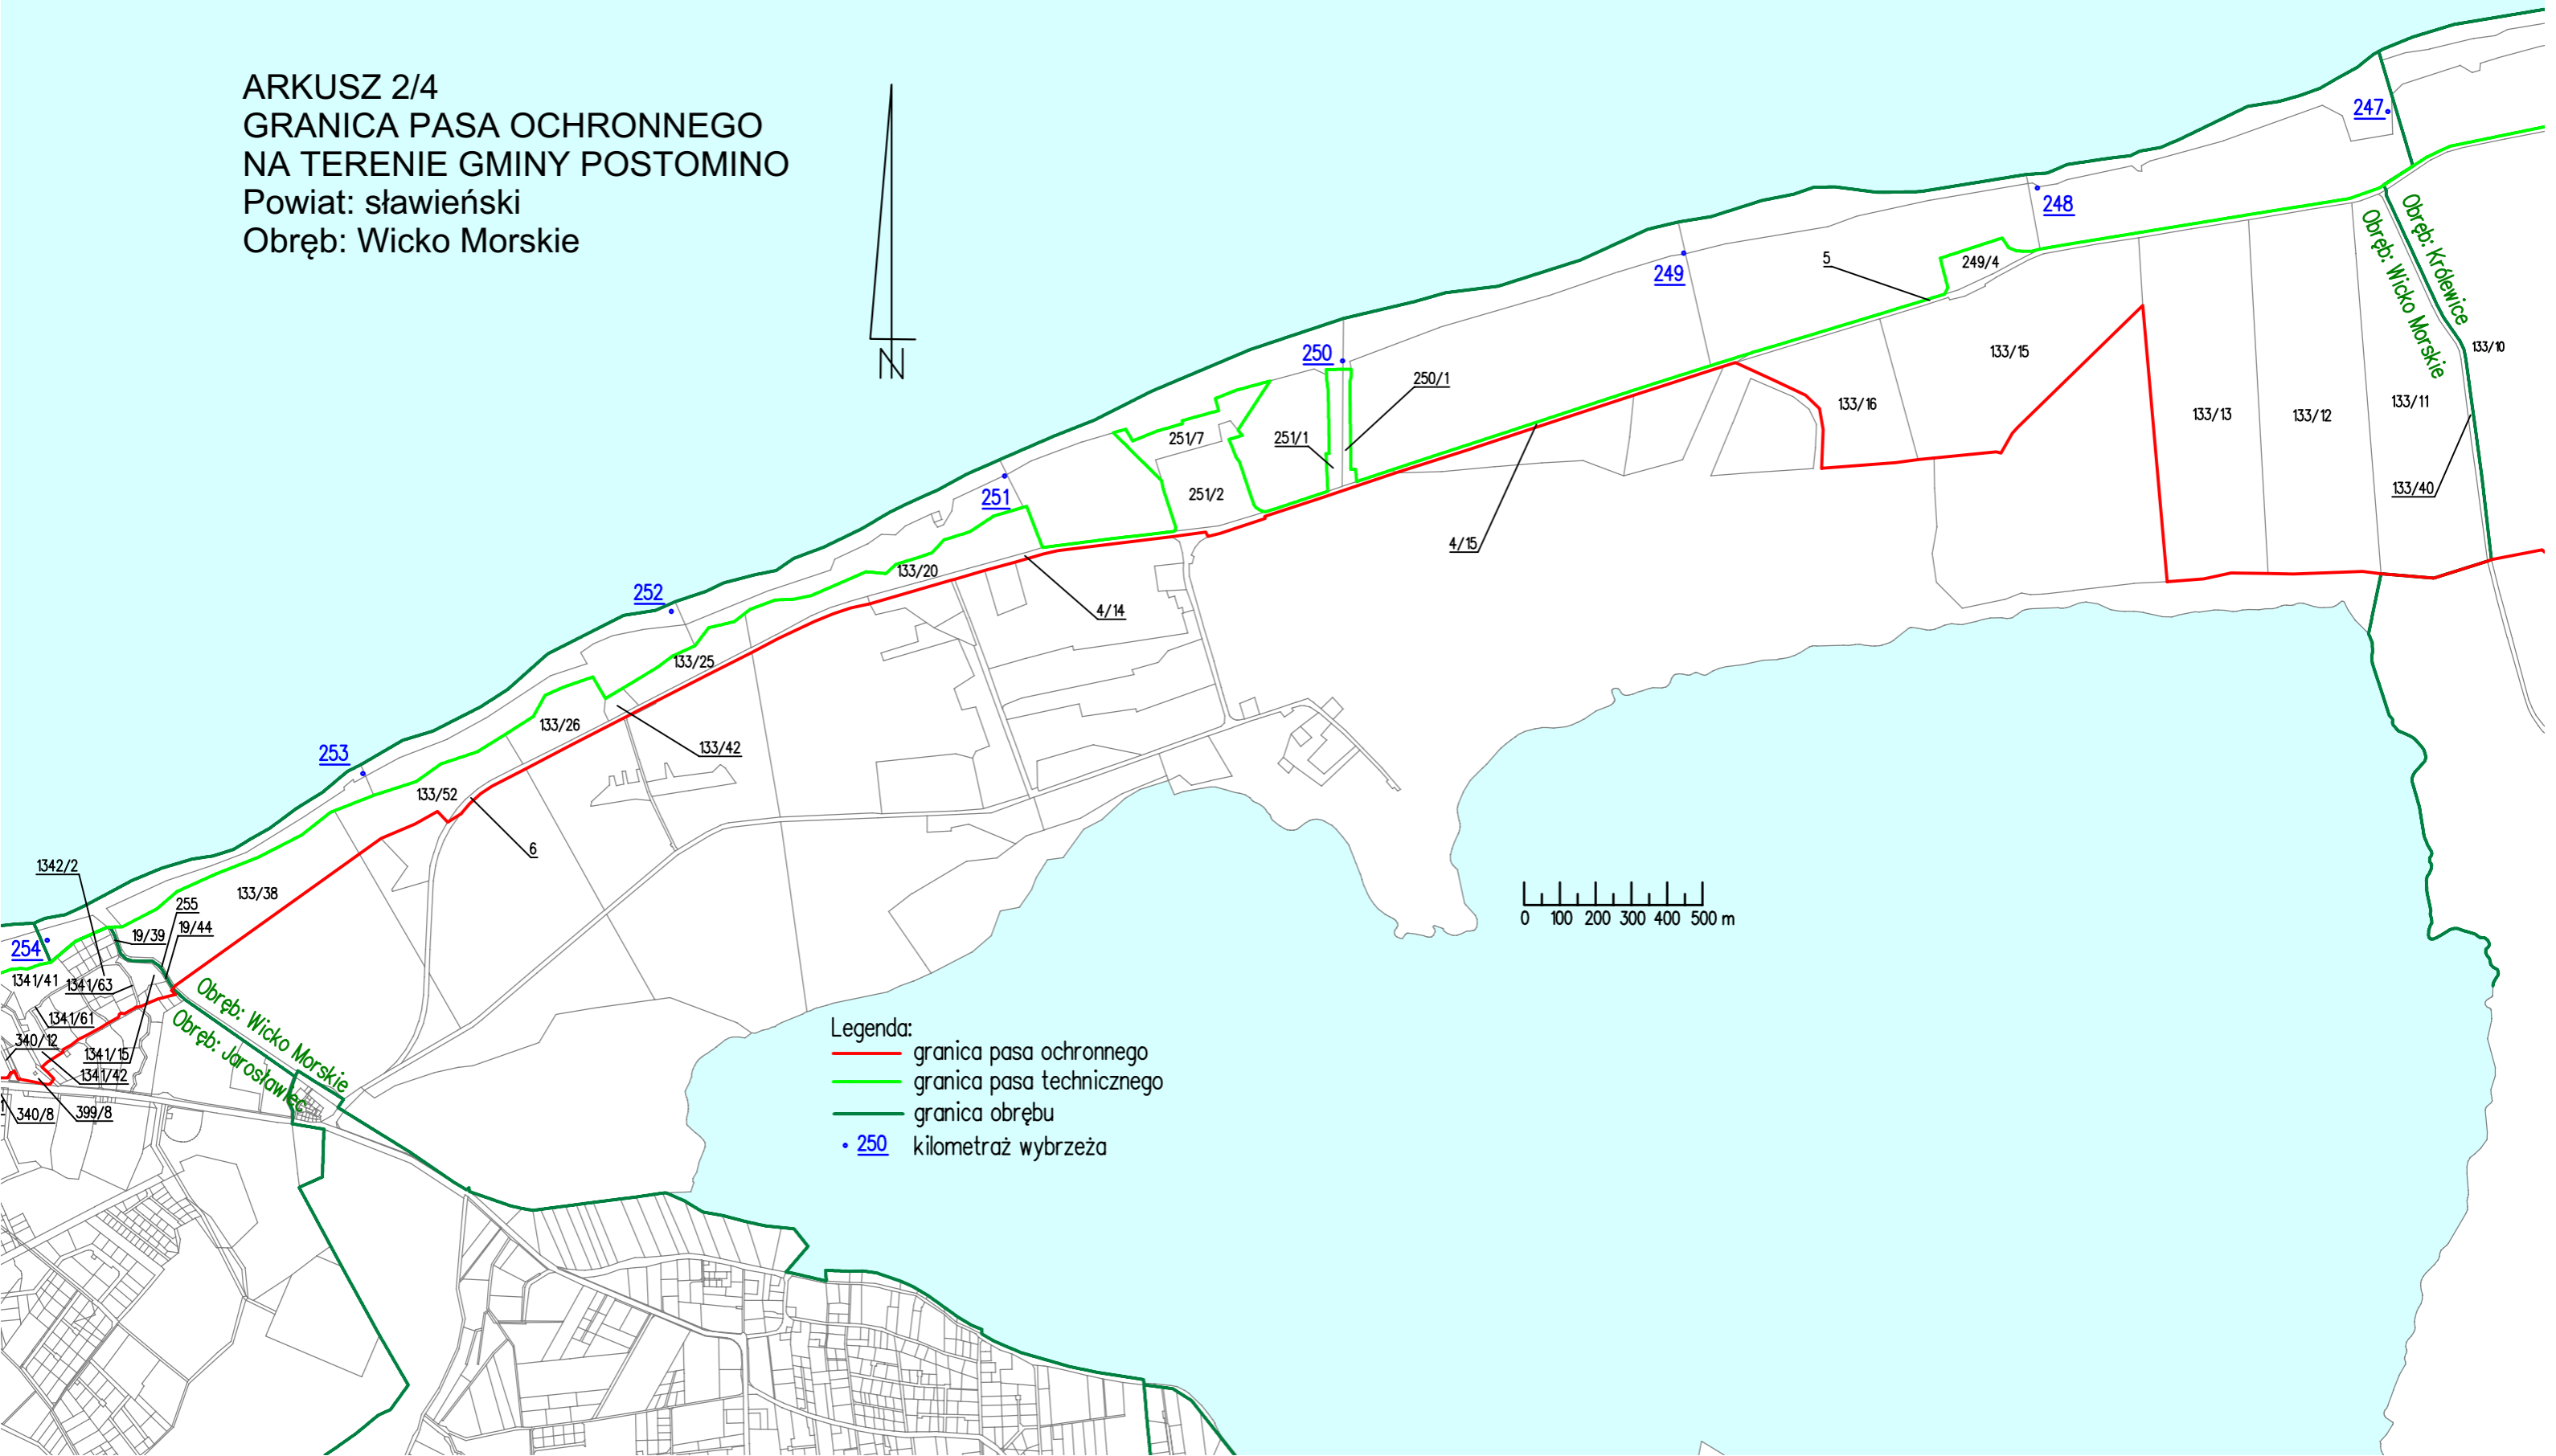 ARKUSZ 2/4
GRANICA PASA OCHRONNEGO
NA TERENIE GMINY POSTOMINO
Powiat: sławieński
Obręb: Wicko Morskie
N
247
248
249
250
251
252
253
254
Obręb: Królewice
Obręb: Wicko Morskie
133/10
133/11
133/12
133/13
133/15
133/16
133/40
249/4
5
250/1
251/1
251/7
251/2
4/15
4/14
133/20
133/25
133/26
133/42
133/52
6
133/38
1342/2
255
19/39
19/44
1341/41
1341/63
1341/61
340/12
1341/15
1341/42
340/8
399/8
Obręb: Wicko Morskie
Obręb: Jarosławiec
0 100 200 300 400 500 m
Legenda:
granica pasa ochronnego
granica pasa technicznego
granica obrębu
250 kilometraż wybrzeża